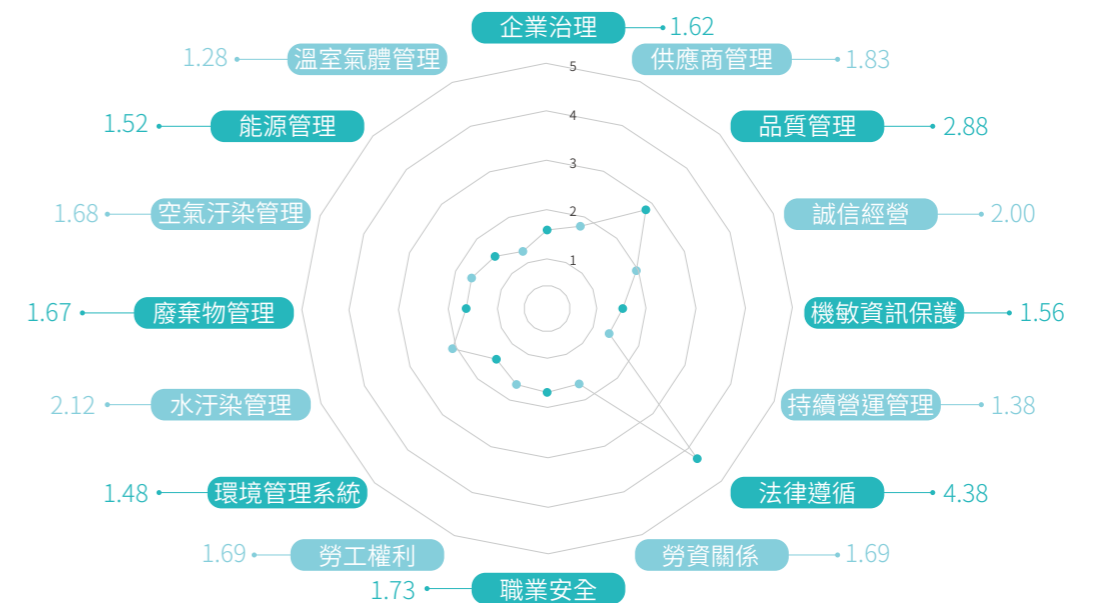 企業治理 1.62
1.28 溫室氣體管理
供應商管理 1.83
5
1.52 能源管理
4
品質管理 2.88
3
1.68 空氣汙染管理
2
誠信經營 2.00
1
1.67 廢棄物管理
機敏資訊保護 1.56
2.12 水汙染管理
持續營運管理 1.38
1.48 環境管理系統
法律遵循 4.38
1.69 勞工權利
勞資關係 1.69
1.73 職業安全